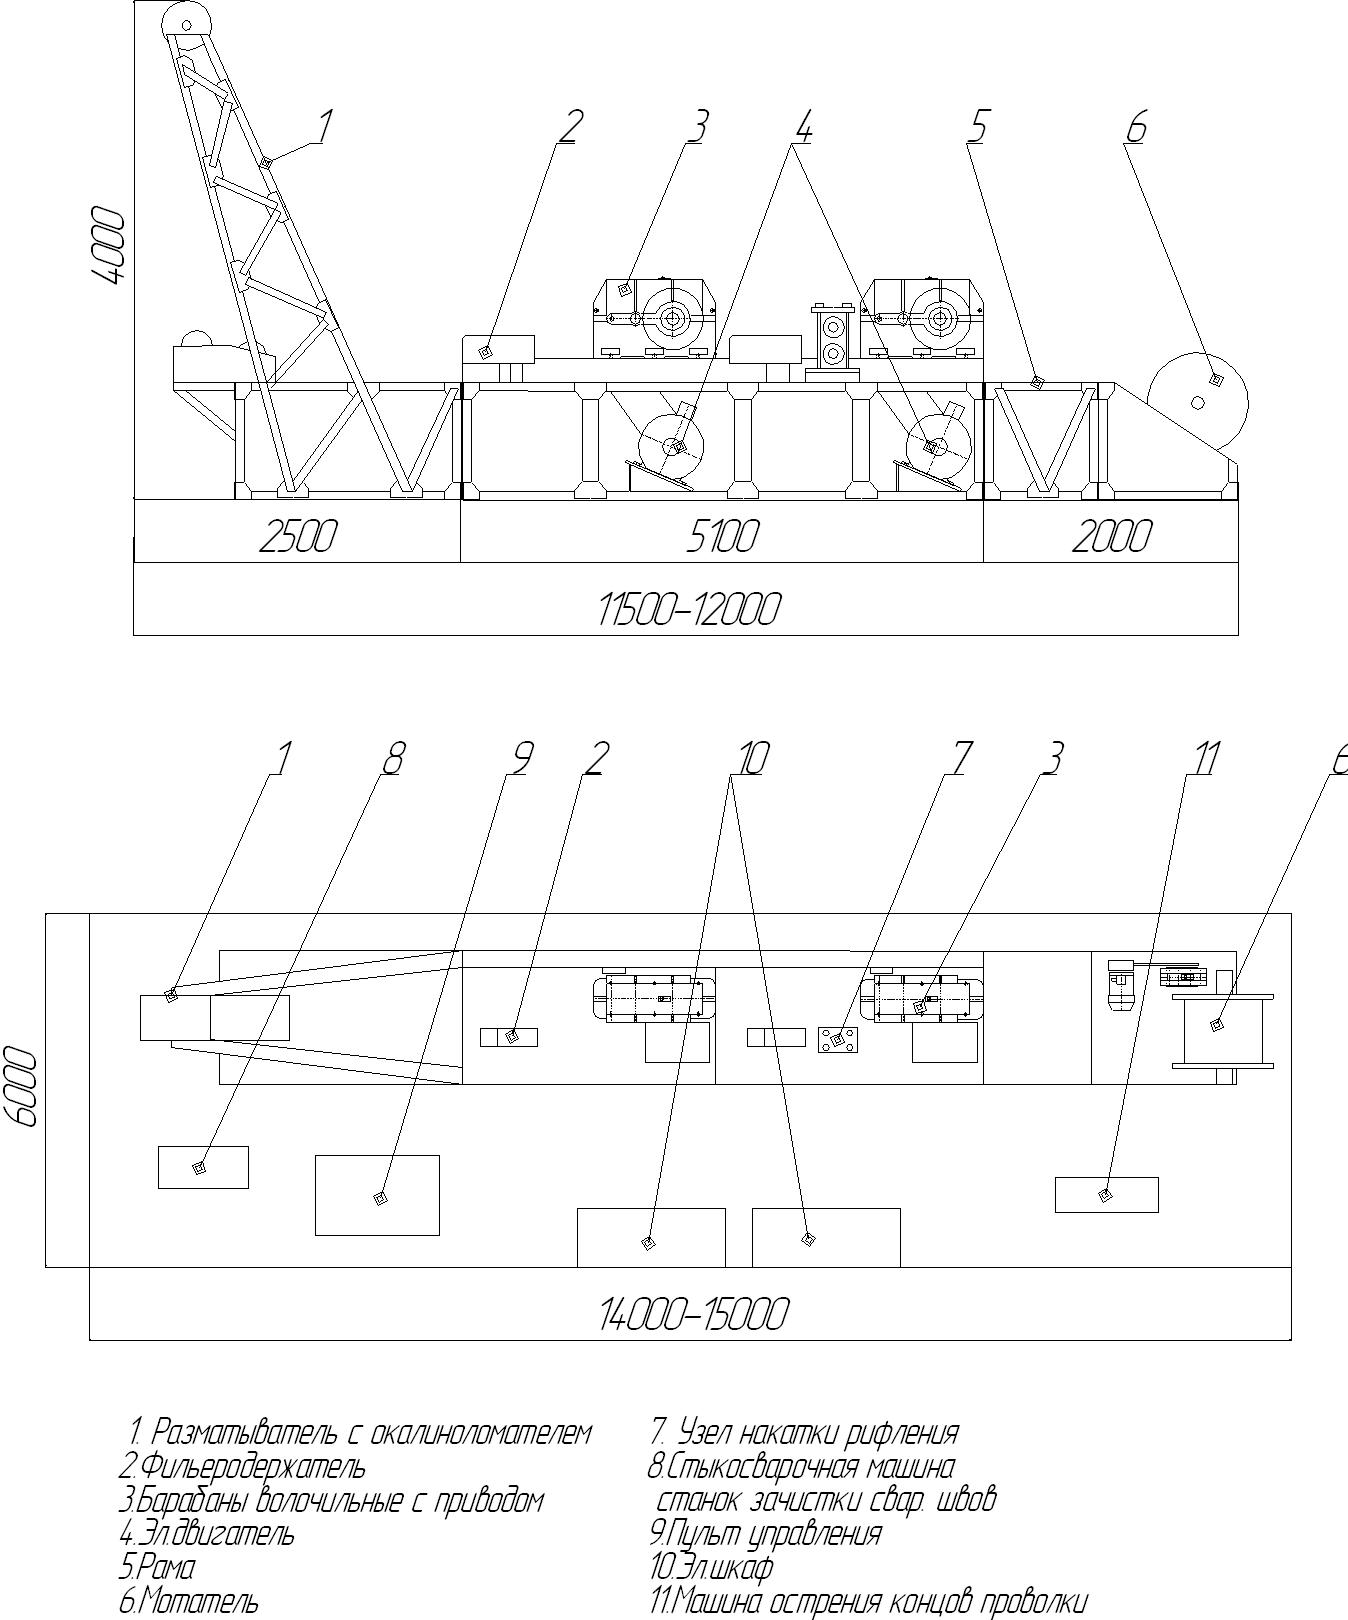 1
2
3
4
5
6
4000
2500
5100
2000
11500-12000
1
8
9
2
10
7
3
11
6
6000
14000-15000
1. Разматыватель с окалиноломателем
2.Фильеродержатель
3.Барабаны волочильные с приводом
4.Эл.двигатель
5.Рама
6.Мотатель
7. Узел накатки рифления
8.Стыкосварочная машина
станок зачистки свар. швов
9.Пульт управления
10.Эл.шкаф
11.Машина острения концов проволки